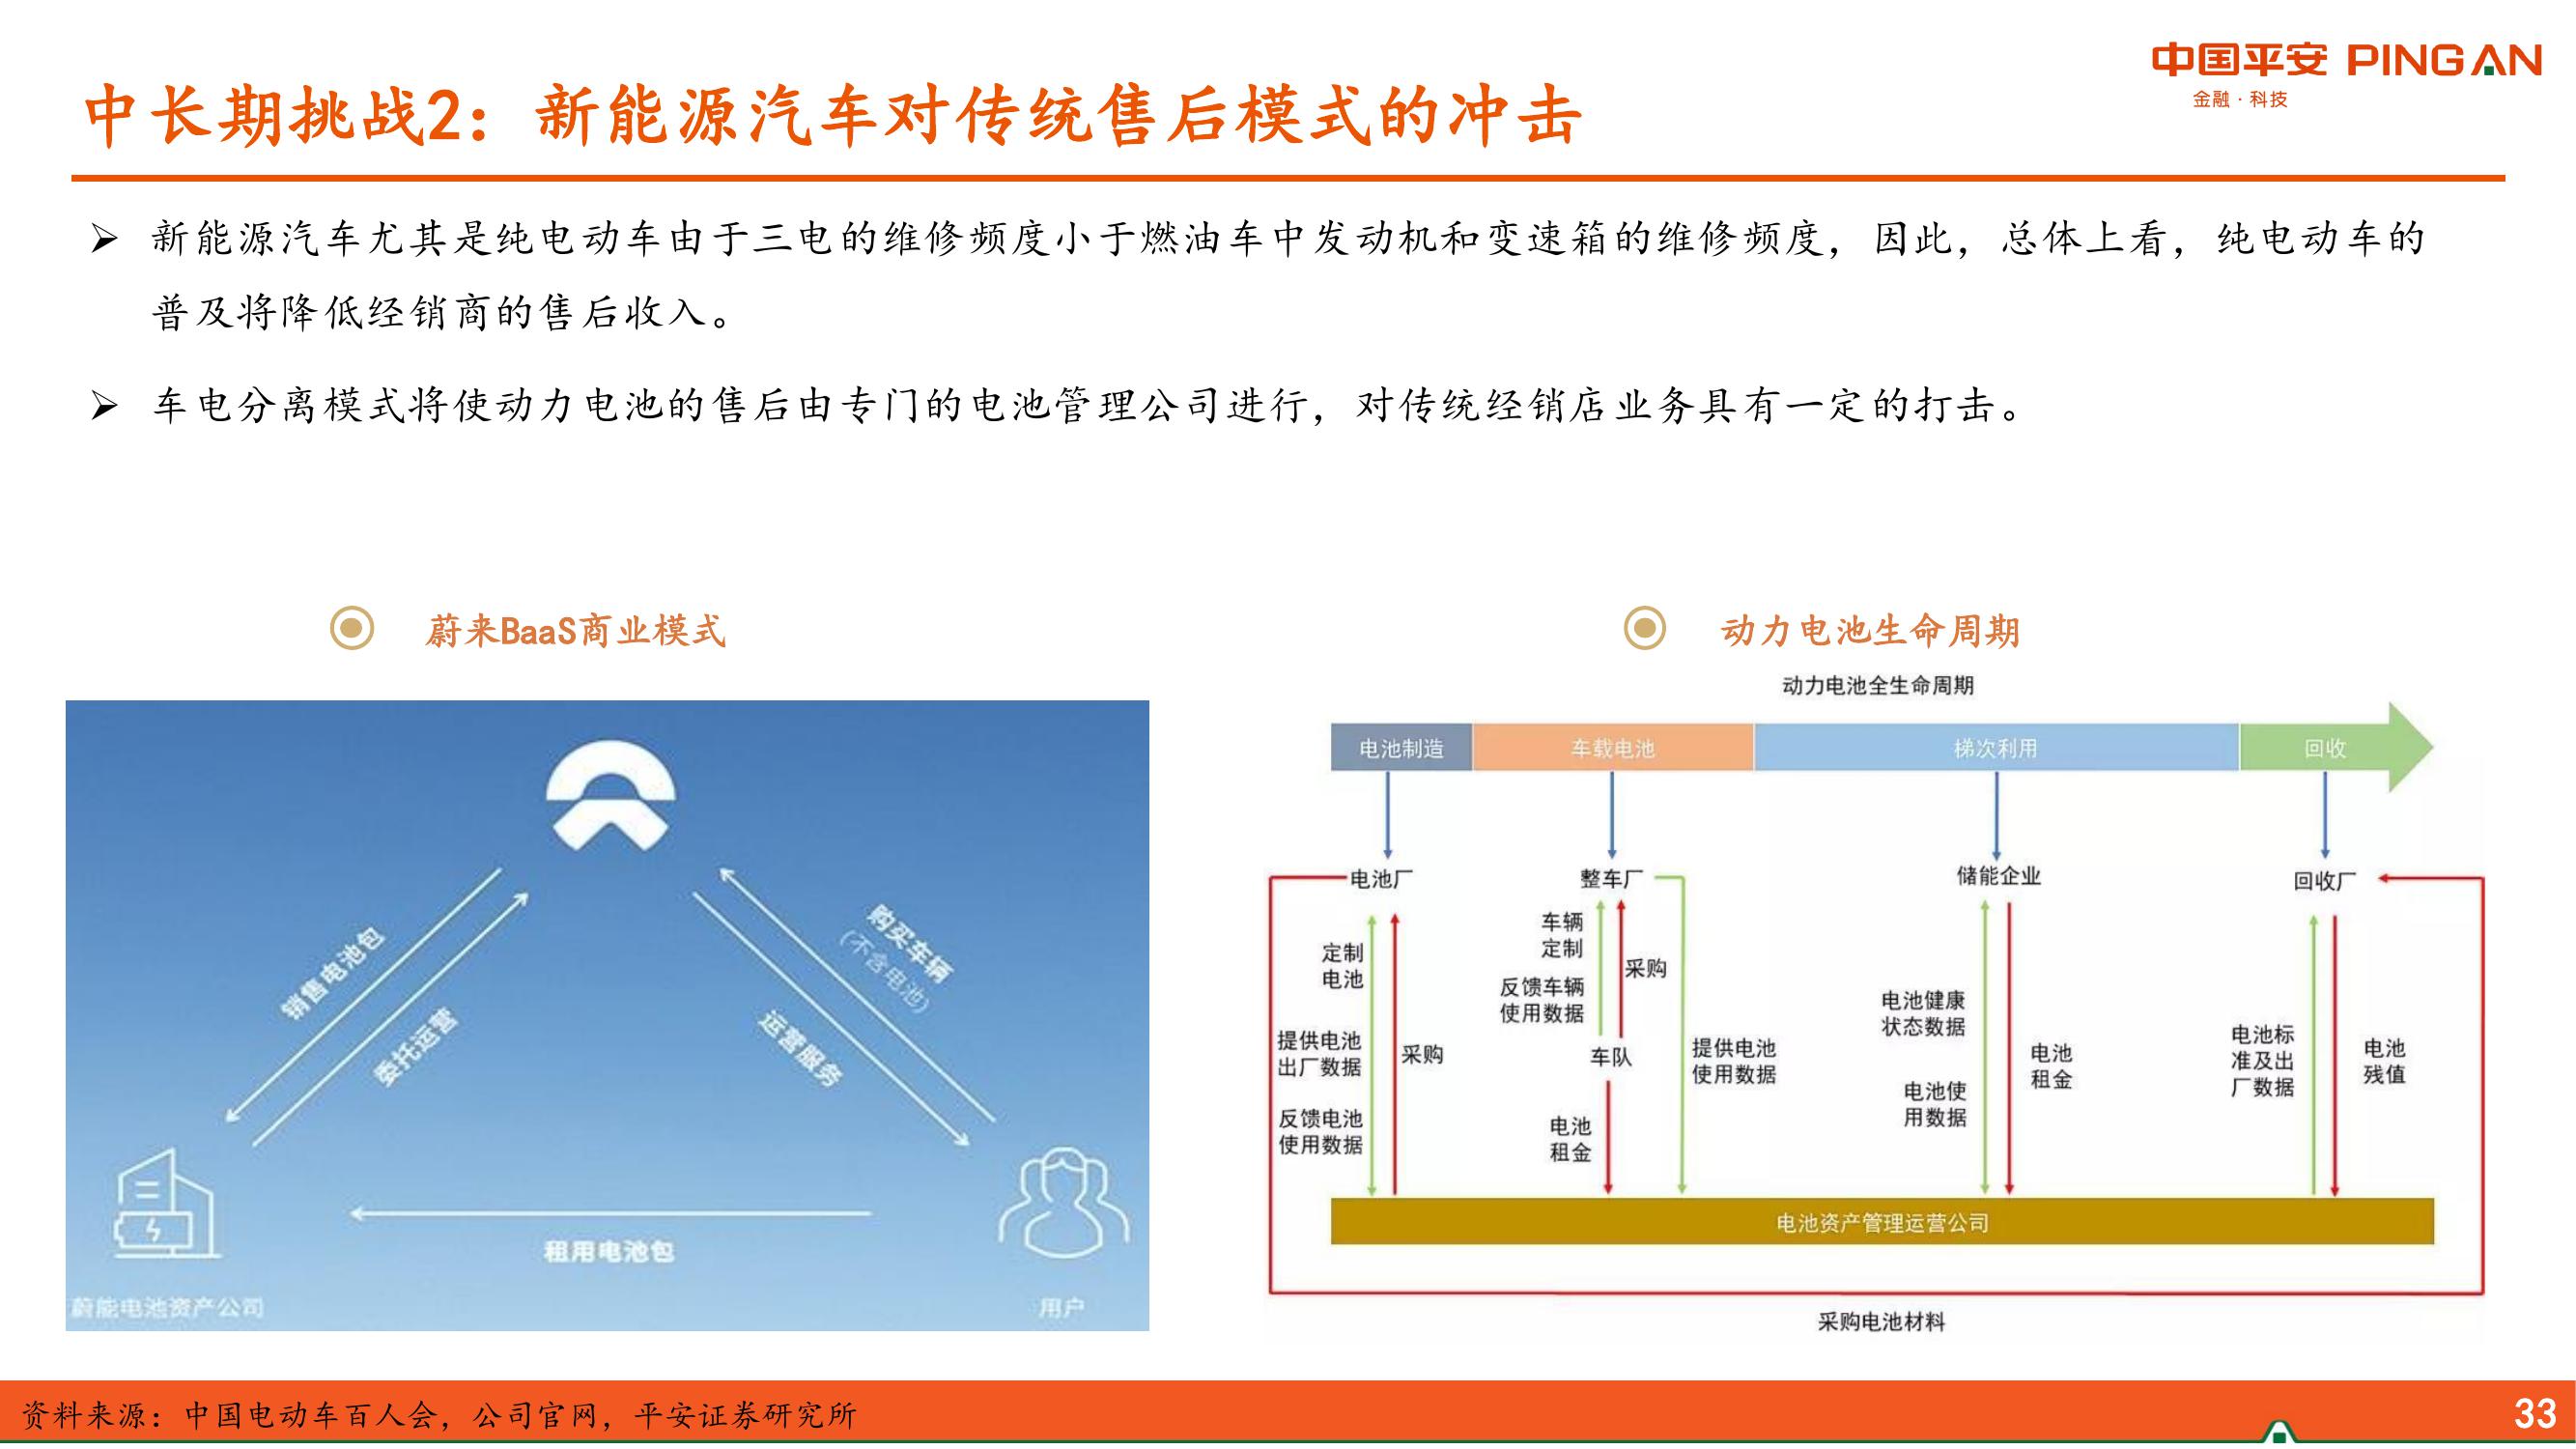 中国平安 PING AN
金融·科技
中长期挑战2：新能源汽车对传统售后模式的冲击
新能源汽车尤其是纯电动车由于三电的维修频度小于燃油车中发动机和变速箱的维修频度，因此，总体上看，纯电动车的
普及将降低经销商的售后收入。
车电分离模式将使动力电池的售后由专门的电池管理公司进行，对传统经销店业务具有一定的打击。
蔚来BaaS商业模式
销售电池包
委托运营
购买车辆
（不含电池）
运营服务
租用电池包
蔚能电池资产公司
用户
动力电池生命周期
动力电池全生命周期
电池制造
车载电池
梯次利用
回收
电池厂
整车厂
储能企业
回收厂
定制
电池
提供电池
出厂数据
反馈电池
使用数据
采购
车辆
定制
反馈车辆
使用数据
采购
车队
电池
租金
提供电池
使用数据
电池健康
状态数据
电池使
用数据
电池
租金
电池标
准及出
厂数据
电池
残值
电池资产管理运营公司
采购电池材料
资料来源：中国电动车百人会，公司官网，平安证券研究所
33